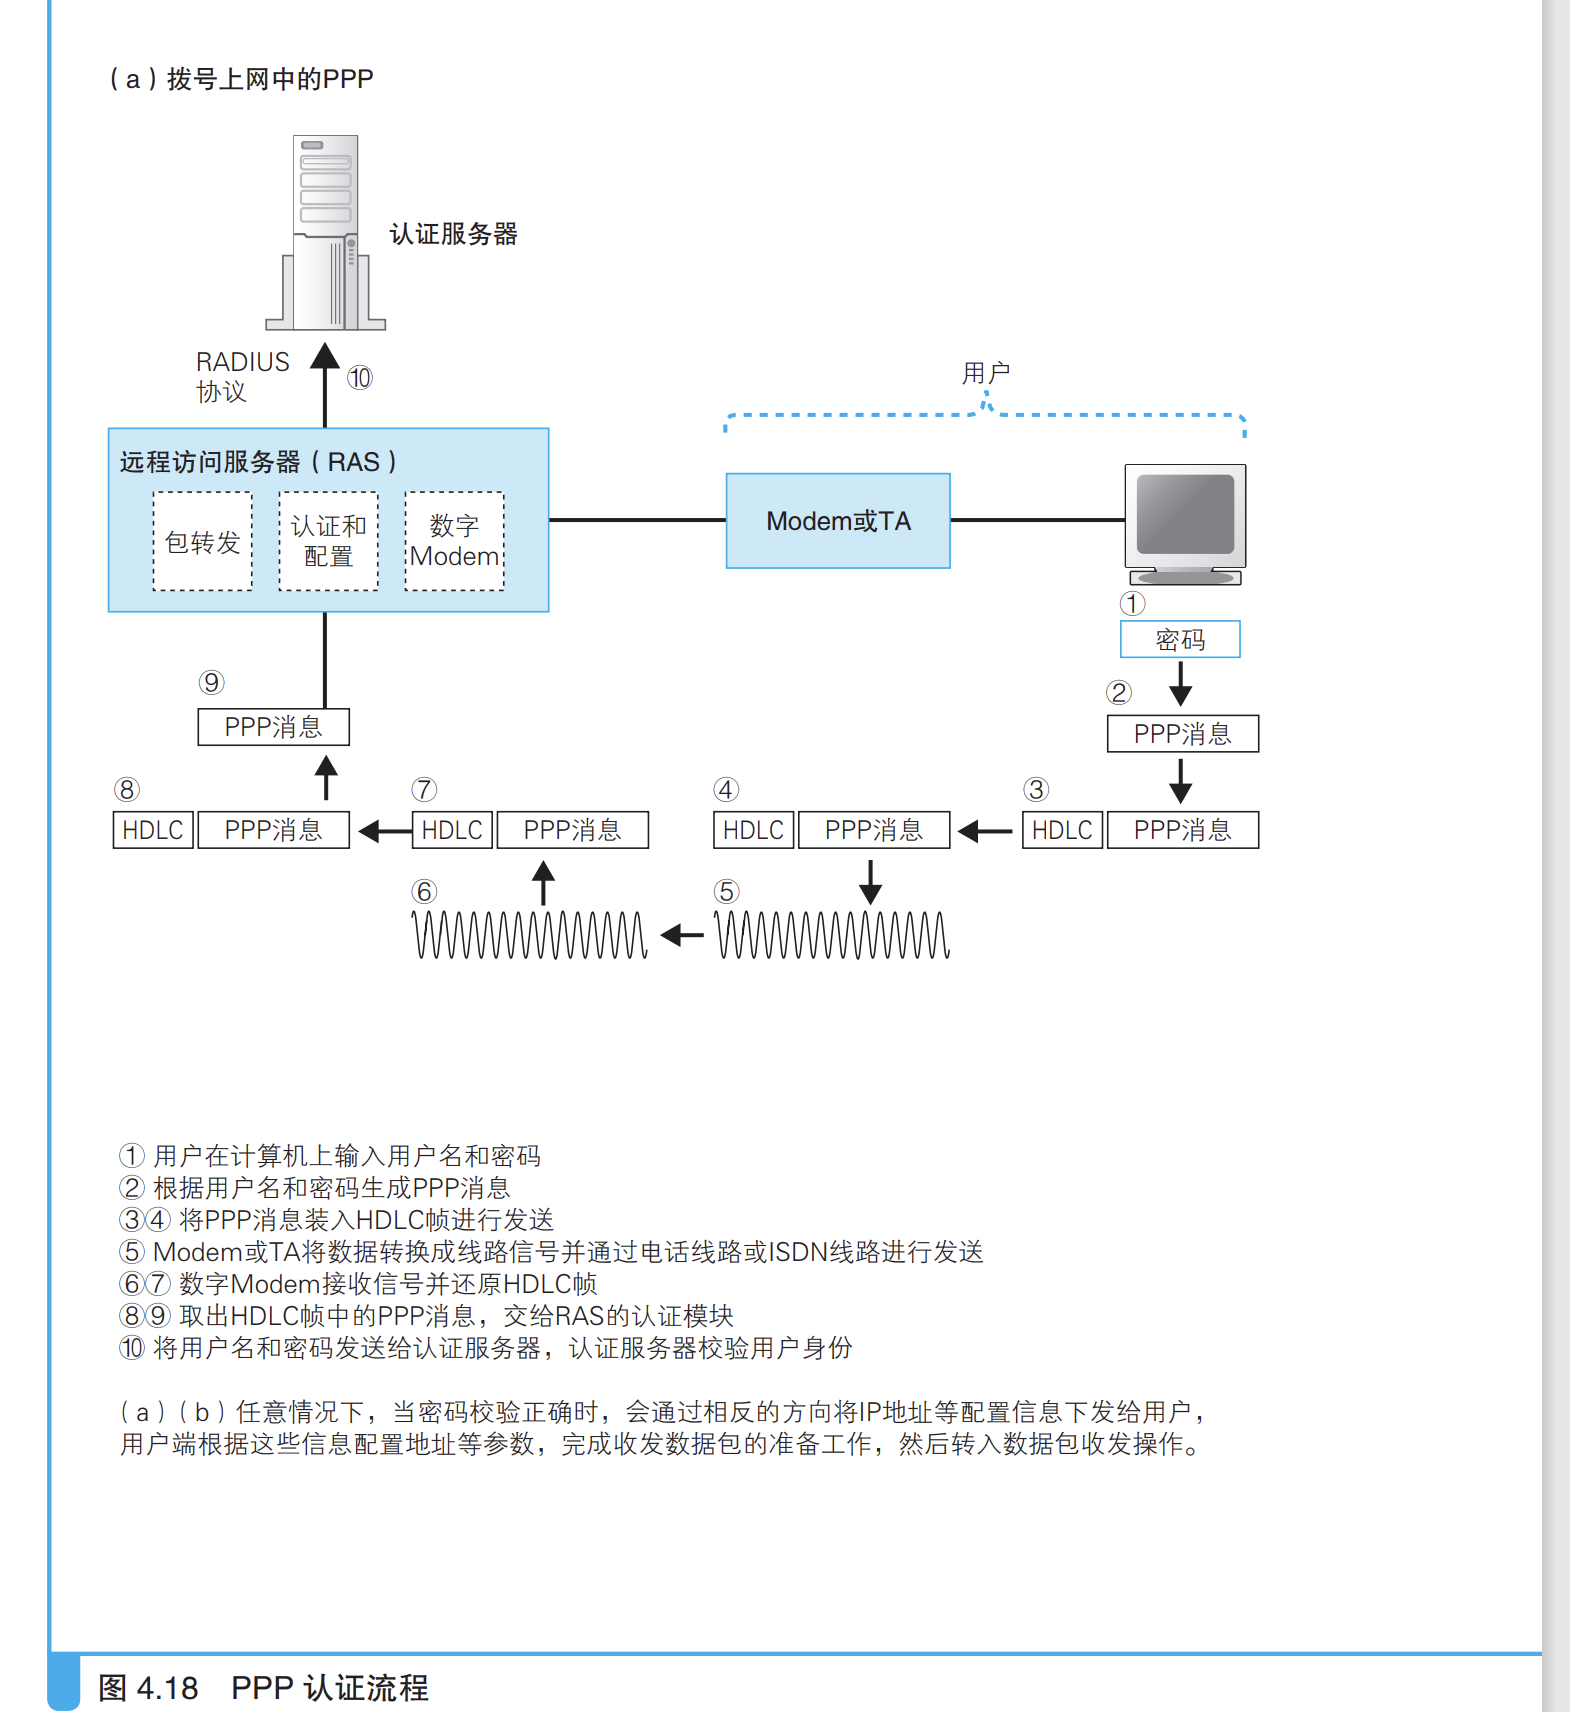 （a）拨号上网中的PPP
认证服务器
RADIUS
协议
⑩
用户
远程访问服务器（RAS）
包转发
认证和
配置
数字
Modem
Modem或TA
①
密码
②
PPP消息
⑨
PPP消息
⑧
HDLC PPP消息
⑦
HDLC PPP消息
④
HDLC PPP消息
③
HDLC PPP消息
⑥
⑤
① 用户在计算机上输入用户名和密码
② 根据用户名和密码生成PPP消息
③④ 将PPP消息装入HDLC帧进行发送
⑤ Modem或TA将数据转换成线路信号并通过电话线路或ISDN线路进行发送
⑥⑦ 数字Modem接收信号并还原HDLC帧
⑧⑨ 取出HDLC帧中的PPP消息，交给RAS的认证模块
⑩ 将用户名和密码发送给认证服务器，认证服务器校验用户身份
（a）（b）任意情况下，当密码校验正确时，会通过相反的方向将IP地址等配置信息下发给用户，
用户端根据这些信息配置地址等参数，完成收发数据包的准备工作，然后转入数据包收发操作。
图 4.18 PPP 认证流程